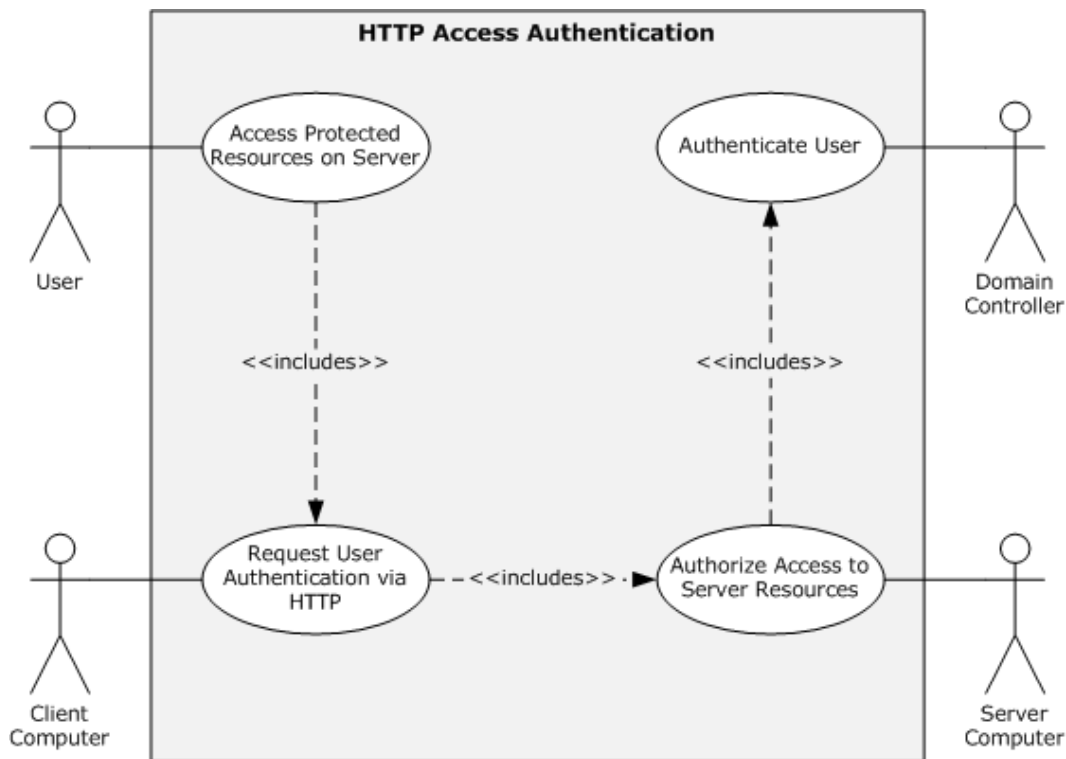 HTTP Access Authentication
Access Protected
Resources on Server
Authenticate User
User
Domain
Controller
<<includes>>
<<includes>>
Request User
Authentication via
HTTP
<<includes>>
Authorize Access to
Server Resources
Client
Computer
Server
Computer